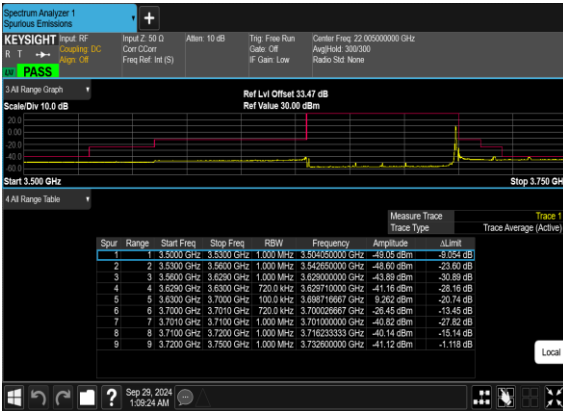 Spectrum Analyzer 1
Spurious Emissions
+
KEYSIGHT Input: RF Input Z: 50 Ω Atten: 10 dB Trig: Free Run Center Freq: 22.005000000 GHz
R T Coupling: DC Corr CCorr Gate: Off Avg|Hold: 300/300
Align: Off Freq Ref: Int (S) IF Gain: Low Radio Std: None
PASS
3 All Range Graph
Scale/Div 10.0 dB
Ref Lvl Offset 33.47 dB
Ref Value 30.00 dBm
20.0
0.00
-20.0
-40.0
-60.0
Start 3.500 GHz Stop 3.750 GH
4 All Range Table
Measure Trace Trace 1
Trace Type Trace Average (Active)
Spur Range Start Freq Stop Freq RBW Frequency Amplitude ΔLimit
1 1 3.5000 GHz 3.5300 GHz 1.000 MHz 3.504050000 GHz -49.05 dBm -9.054 dB
2 2 3.5300 GHz 3.5600 GHz 1.000 MHz 3.542650000 GHz -48.60 dBm -23.60 dB
3 3 3.5600 GHz 3.6290 GHz 1.000 MHz 3.629000000 GHz -43.89 dBm -30.89 dB
4 4 3.6290 GHz 3.6300 GHz 720.0 kHz 3.629710000 GHz -41.16 dBm -28.16 dB
5 5 3.6300 GHz 3.7000 GHz 100.0 kHz 3.698716667 GHz 9.262 dBm -20.74 dB
6 6 3.7000 GHz 3.7010 GHz 720.0 kHz 3.700026667 GHz -26.45 dBm -13.45 dB
7 7 3.7010 GHz 3.7100 GHz 1.000 MHz 3.701000000 GHz -40.82 dBm -27.82 dB
8 8 3.7100 GHz 3.7200 GHz 1.000 MHz 3.716233333 GHz -40.14 dBm -15.14 dB
9 9 3.7200 GHz 3.7500 GHz 1.000 MHz 3.732600000 GHz -41.12 dBm -1.118 dB
Local
?
Sep 29, 2024
1:09:24 AM